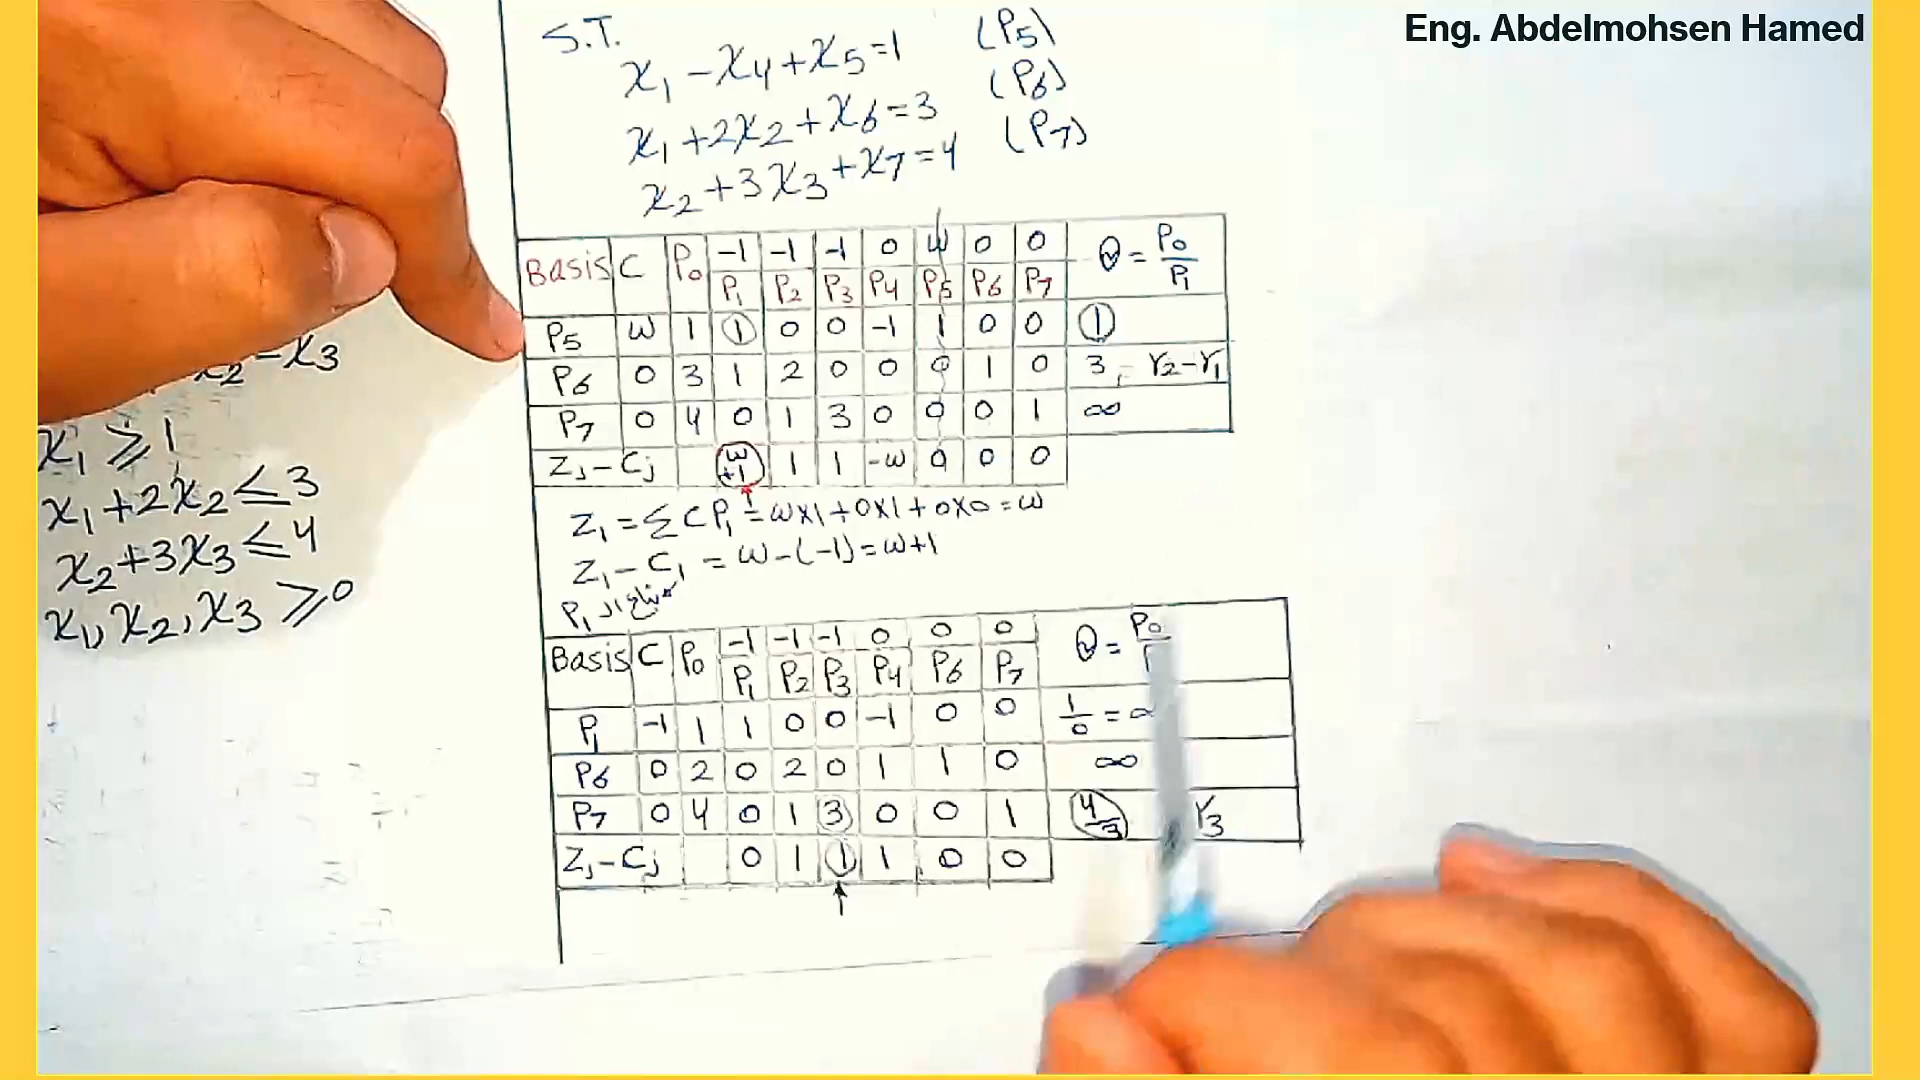 Eng. Abdelmohsen Hamed
S.T.
x₁ - x₄ + x₅ = 1 (P₅)
x₁ + 2x₂ + x₆ = 3 (P₆)
x₂ + 3x₃ + x₇ = 4 (P₇)
Basis C P₀ -1 -1 -1 0 w 0 0 θ = P₀/P₁
P₁ P₂ P₃ P₄ P₅ P₆ P₇
P₅ w 1 1 0 0 -1 1 0 0 1
P₆ 0 3 1 2 0 0 0 1 0 3 r₂-r₁
P₇ 0 4 0 1 3 0 0 0 1 ∞
Zj - Cj w+1 1 1 -w 0 0 0
Z₁ = Σ C P₁ = w×1+0×1+0×0 = w
Z₁ - C₁ = w-(-1) = w+1
P₁
Basis C P₀ -1 -1 -1 0 0 0 θ = P₀
P₁ P₂ P₃ P₄ P₆ P₇
P₁ -1 1 1 0 0 -1 0 0 1/0 = ∞
P₆ 0 2 0 2 0 1 1 0 ∞
P₇ 0 4 0 1 3 0 0 1 4/3 r₃
Zj - Cj 0 1 1 1 0 0
x₂ - x₃
x₁ ≥ 1
x₁ + 2x₂ ≤ 3
x₂ + 3x₃ ≤ 4
x₁, x₂, x₃ ≥ 0